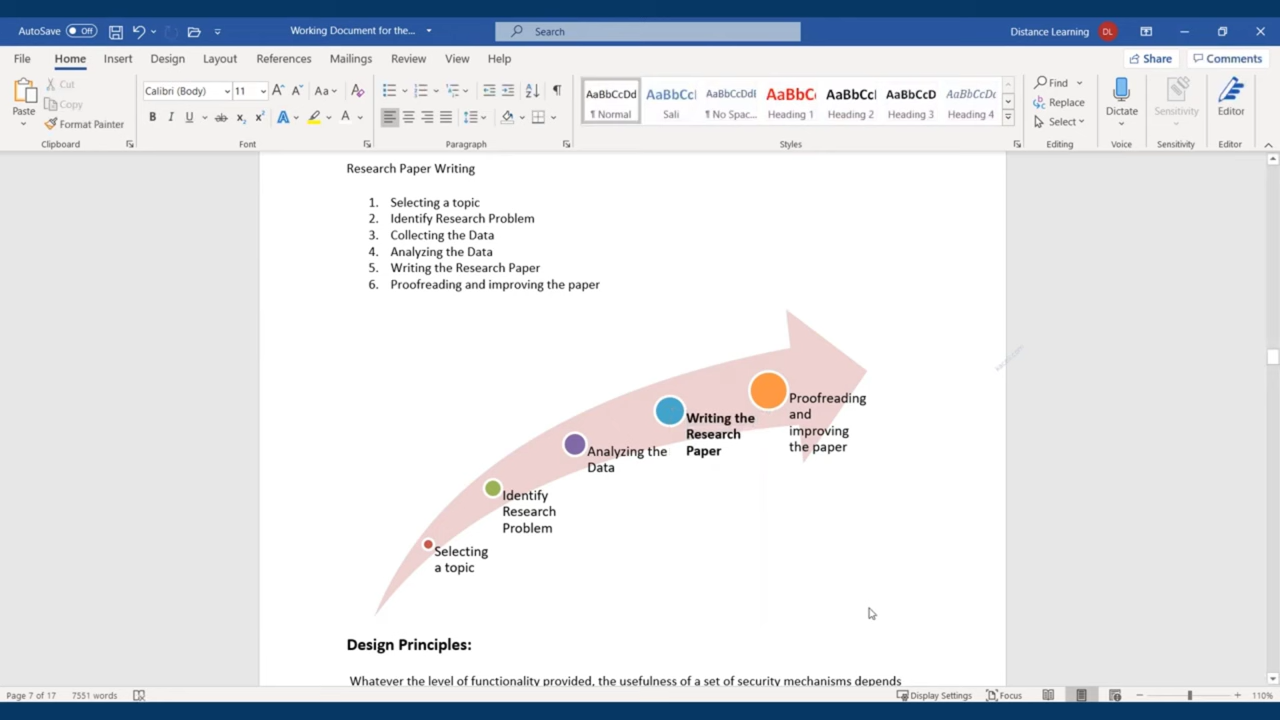 AutoSave Off Working Document for the... Search Distance Learning DL
File Home Insert Design Layout References Mailings Review View Help Share Comments
Paste Cut Copy Format Painter
Calibri (Body)
AaBbCcDd AaBbCcl AaBbCcDdI AaBbC AaBbCcl AaBbCcD AaBbCcDc
¶ Normal Sali ¶ No Spac... Heading 1 Heading 2 Heading 3 Heading 4
Find Replace Select Dictate Sensitivity Editor
Clipboard Font Paragraph Styles Editing Voice Sensitivity Editor
Research Paper Writing
1. Selecting a topic
2. Identify Research Problem
3. Collecting the Data
4. Analyzing the Data
5. Writing the Research Paper
6. Proofreading and improving the paper
Proofreading
and
improving
the paper
Writing the
Research
Paper
Analyzing the
Data
Identify
Research
Problem
Selecting
a topic
Design Principles:
Whatever the level of functionality provided, the usefulness of a set of security mechanisms depends
Page 7 of 17 7551 words Display Settings Focus 110%